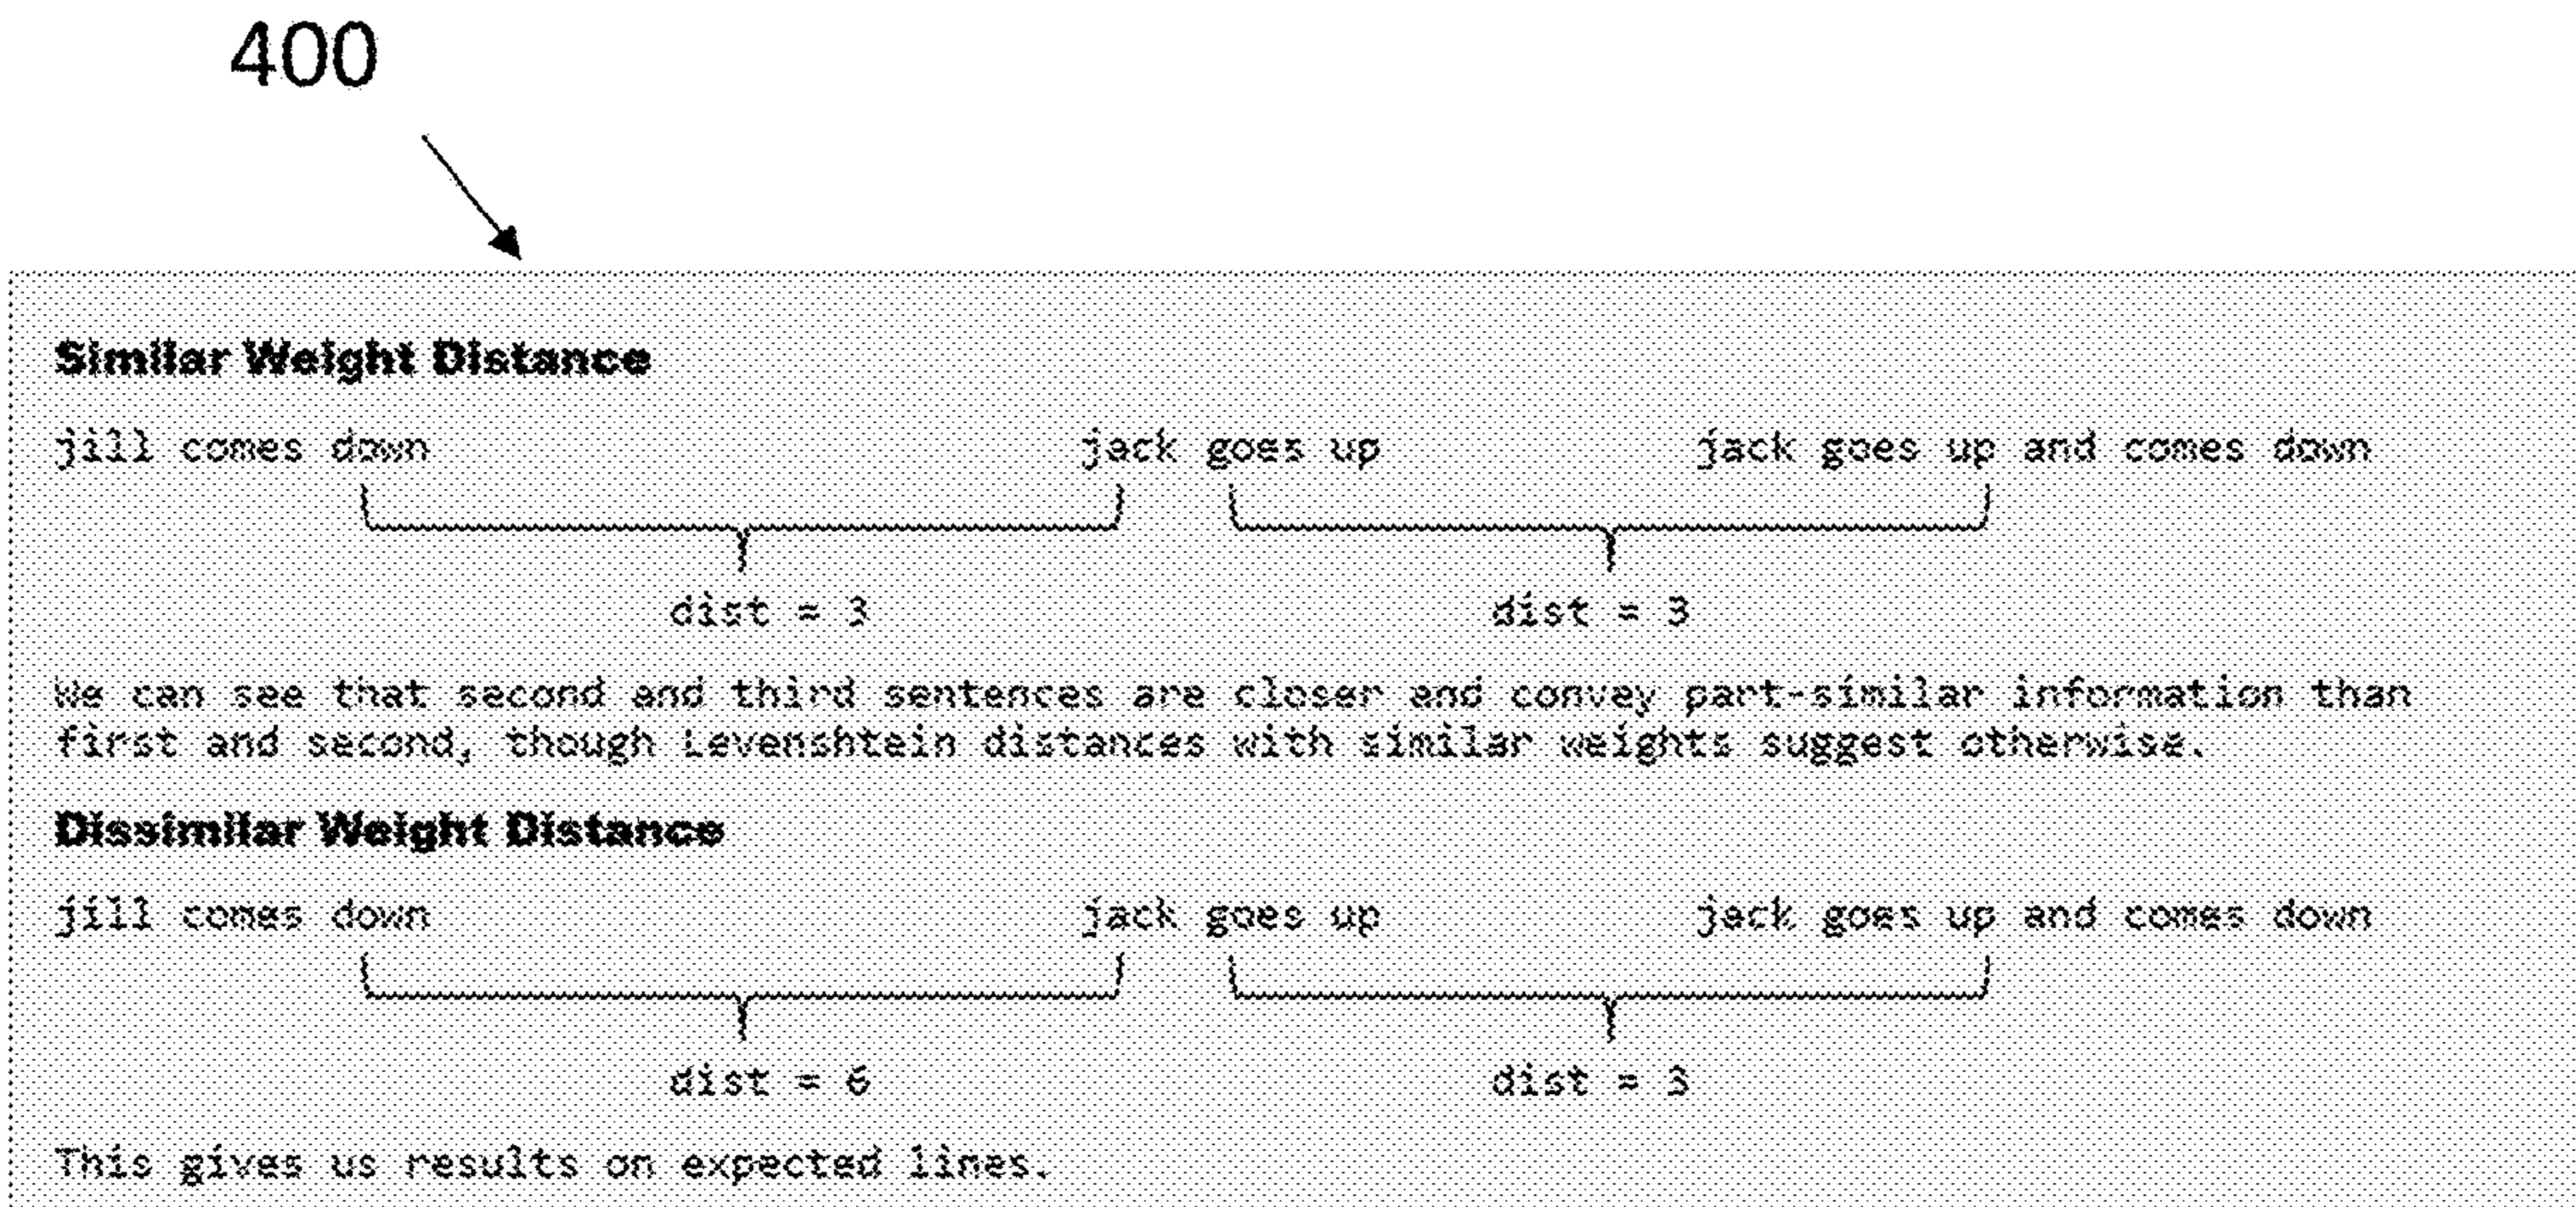 400
Similar Weight Distance
jill comes down jack goes up jack goes up and comes down
dist = 3 dist = 3
We can see that second and third sentences are closer and convey part-similar information than
first and second, though Levenshtein distances with similar weights suggest otherwise.
Dissimilar Weight Distance
jill comes down jack goes up jack goes up and comes down
dist = 6 dist = 3
This gives us results on expected lines.